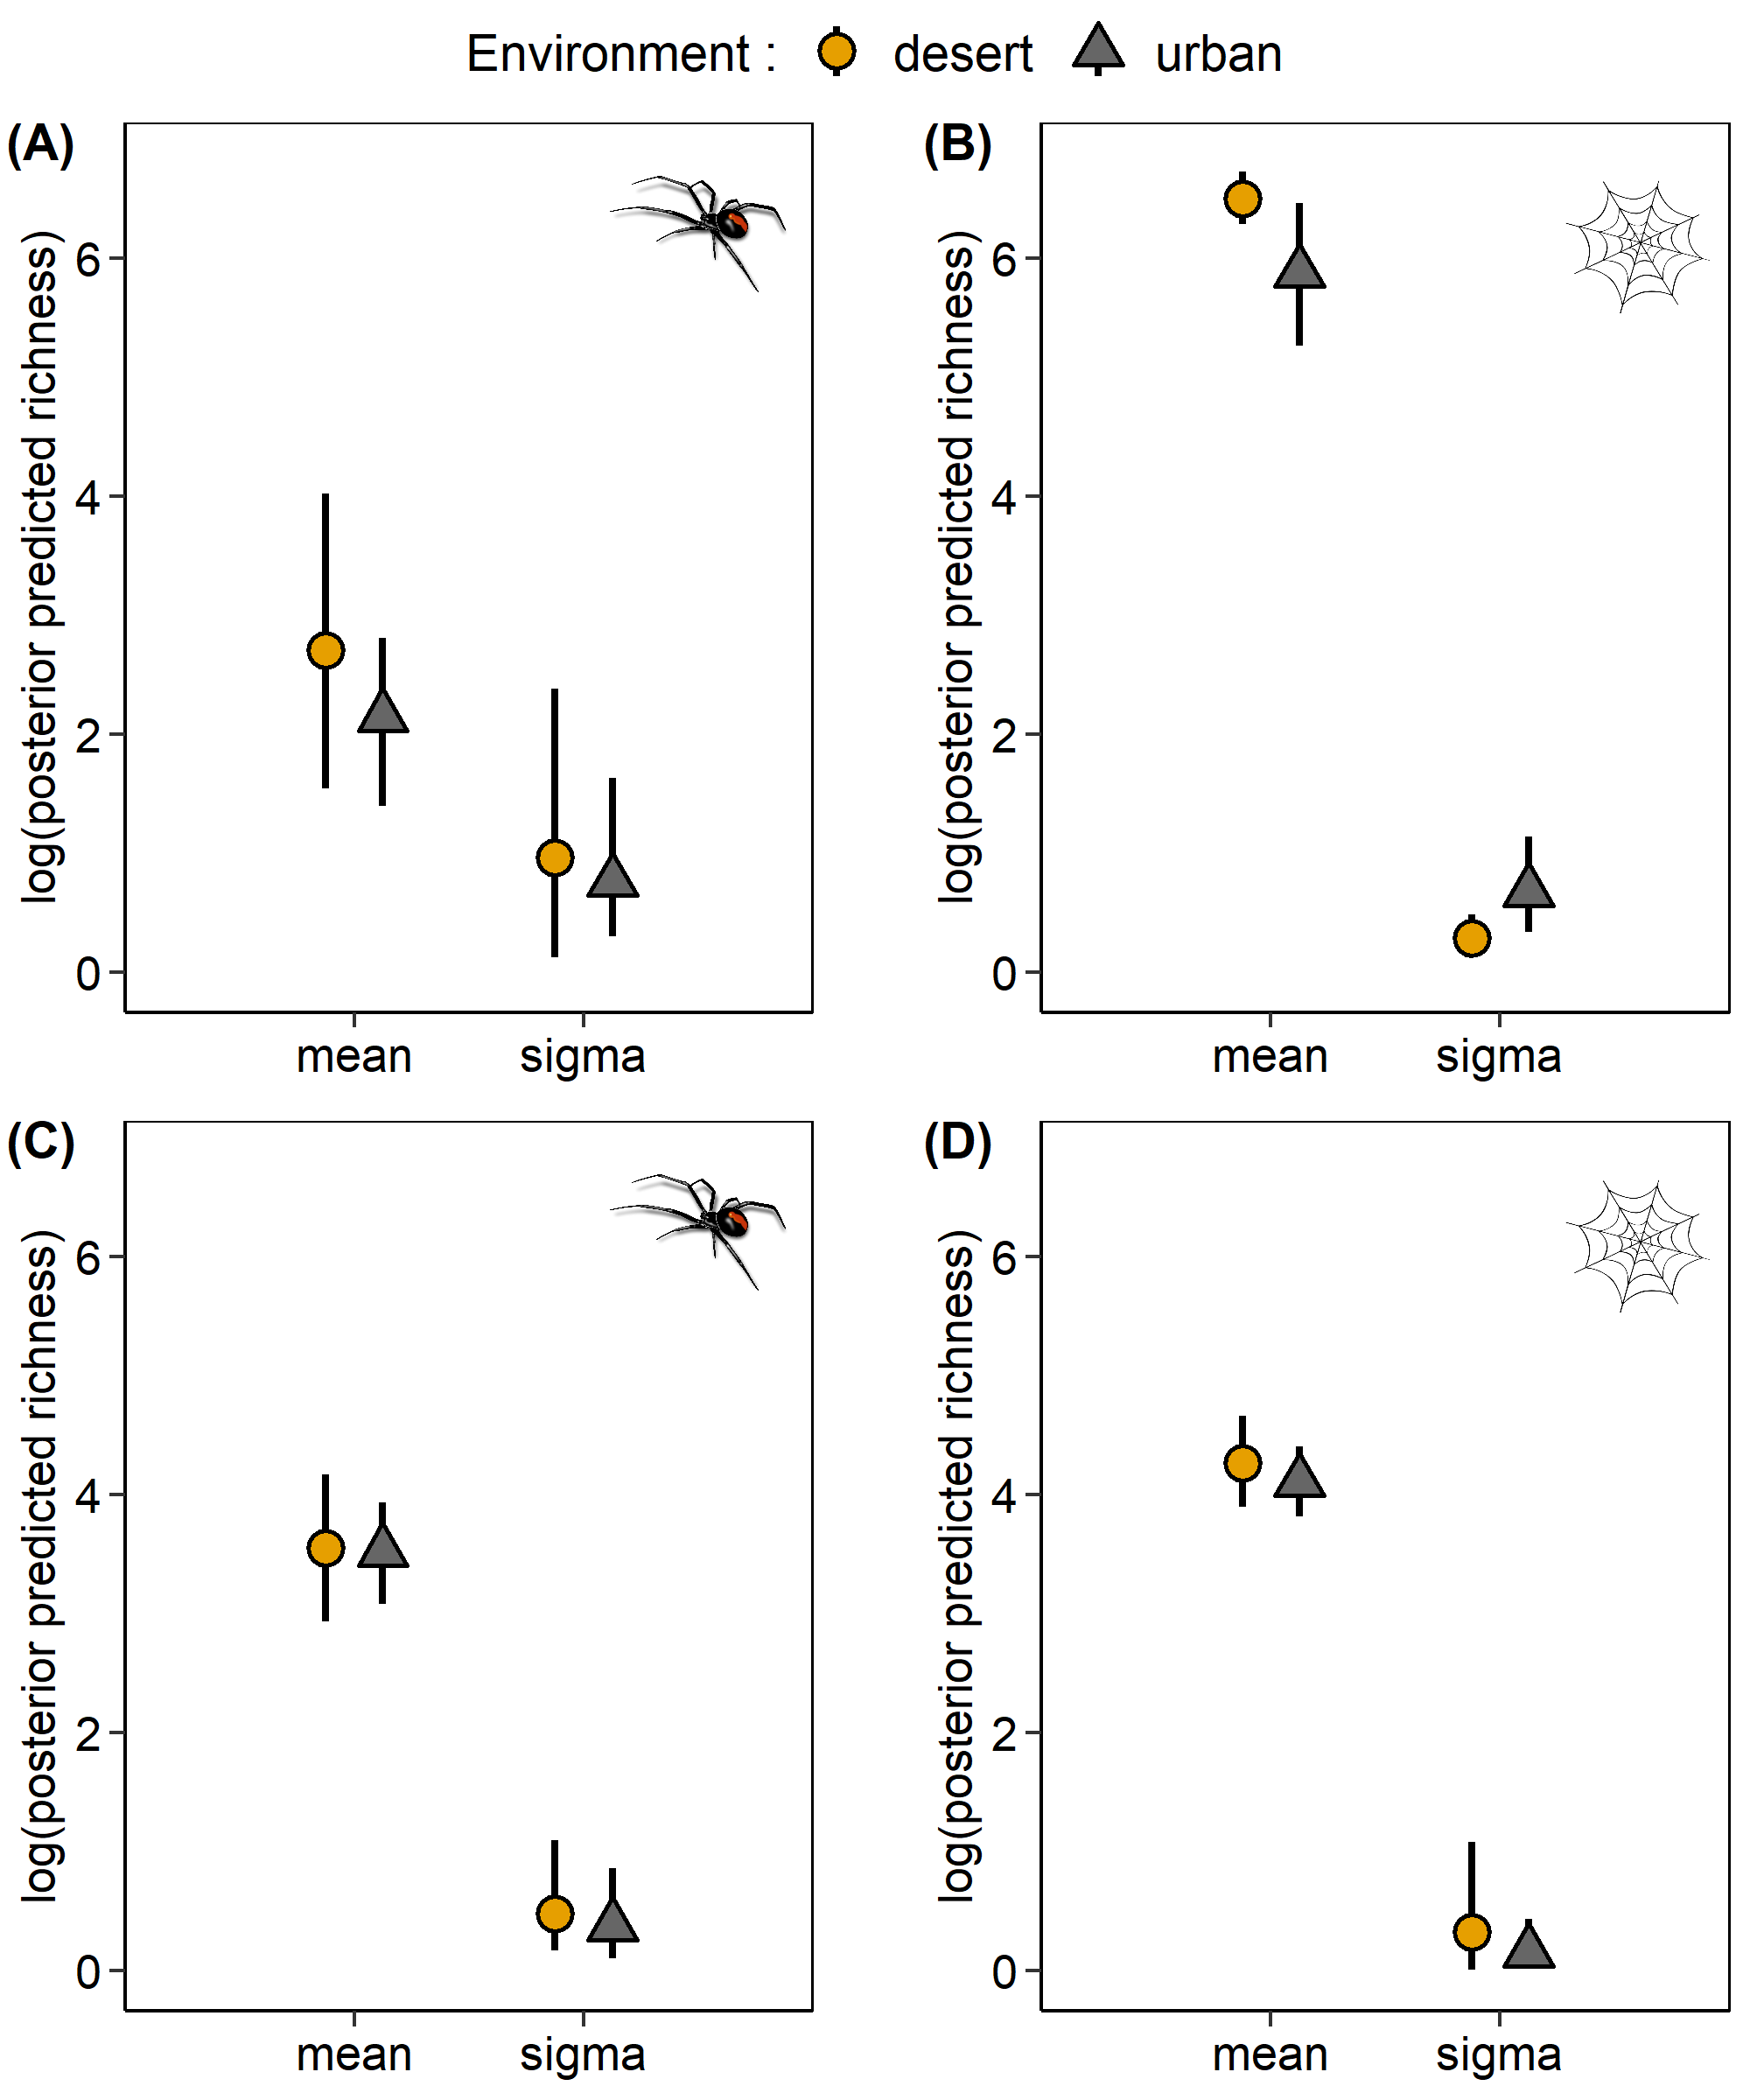 Environment : desert urban
(A)
log(posterior predicted richness)
6
4
2
0
mean sigma
(B)
log(posterior predicted richness)
6
4
2
0
mean sigma
(C)
log(posterior predicted richness)
6
4
2
0
mean sigma
(D)
log(posterior predicted richness)
6
4
2
0
mean sigma